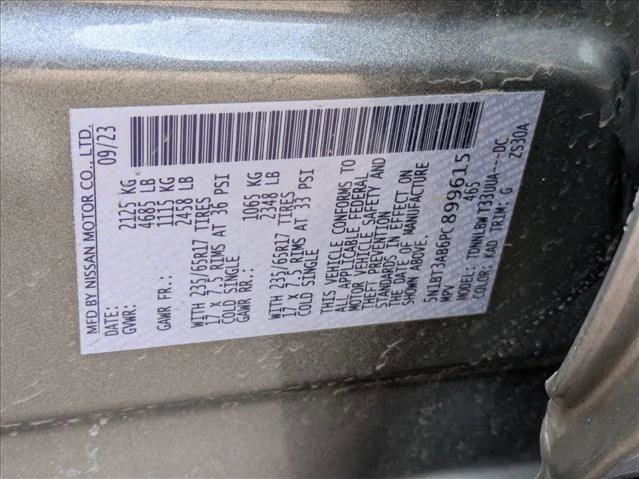 MFD BY NISSAN MOTOR CO., LTD.
DATE: 09/23
GVWR: 2125 KG
4685 LB
GAWR FR.: 1115 KG
2458 LB
WITH 235/65R17 TIRES
17 X 7.5 RIMS AT 36 PSI
COLD SINGLE
GAWR RR.: 1065 KG
2348 LB
WITH 235/65R17 TIRES
17 X 7.5 RIMS AT 33 PSI
COLD SINGLE
THIS VEHICLE CONFORMS TO
ALL APPLICABLE FEDERAL
MOTOR VEHICLE SAFETY AND
THEFT PREVENTION
STANDARDS IN EFFECT ON
THE DATE OF MANUFACTURE
SHOWN ABOVE.
5N1BT3AB6PC899615
MPV 465
MODEL: TDWNLBW T33UUA---DC
COLOR: KAD TRIM: G ZS30A